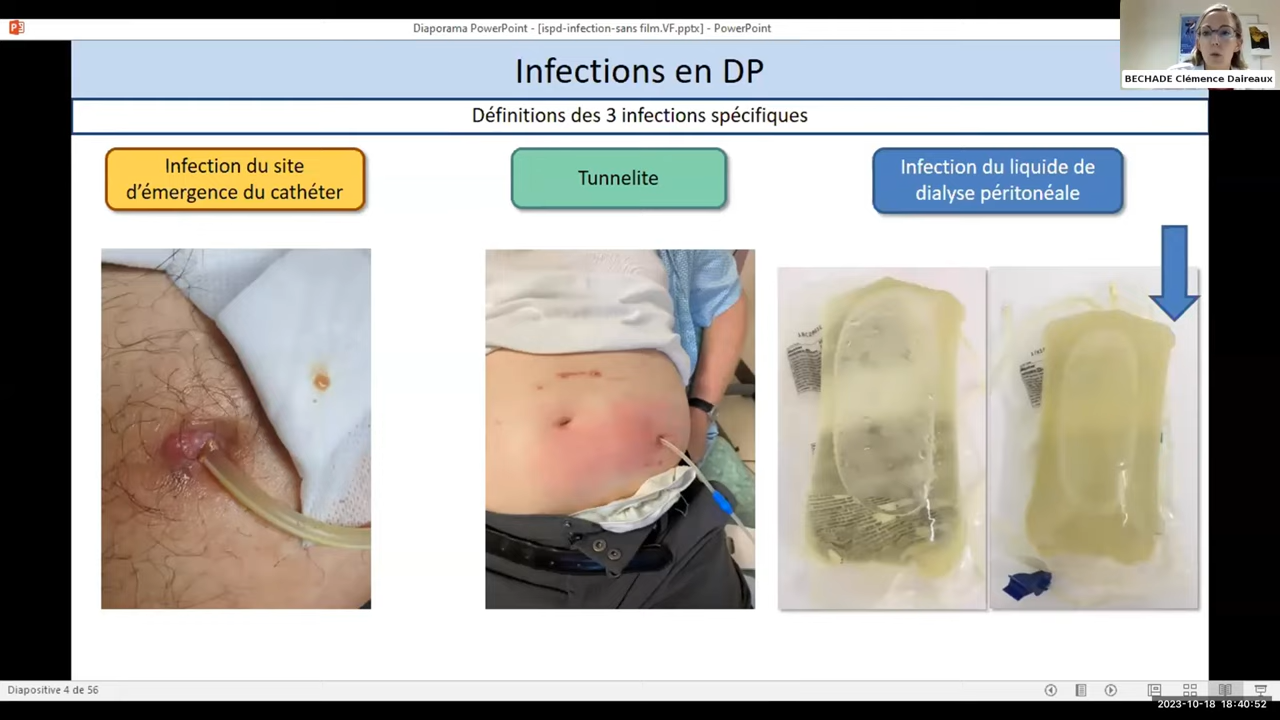 Diaporama PowerPoint - [ispd-infection-sans film.VF.pptx] - PowerPoint
BECHADE Clémence Daireaux
Infections en DP
Définitions des 3 infections spécifiques
Infection du site
d'émergence du cathéter
Tunnelite
Infection du liquide de
dialyse péritonéale
Diapositive 4 de 56
2023-10-18 18:40:52